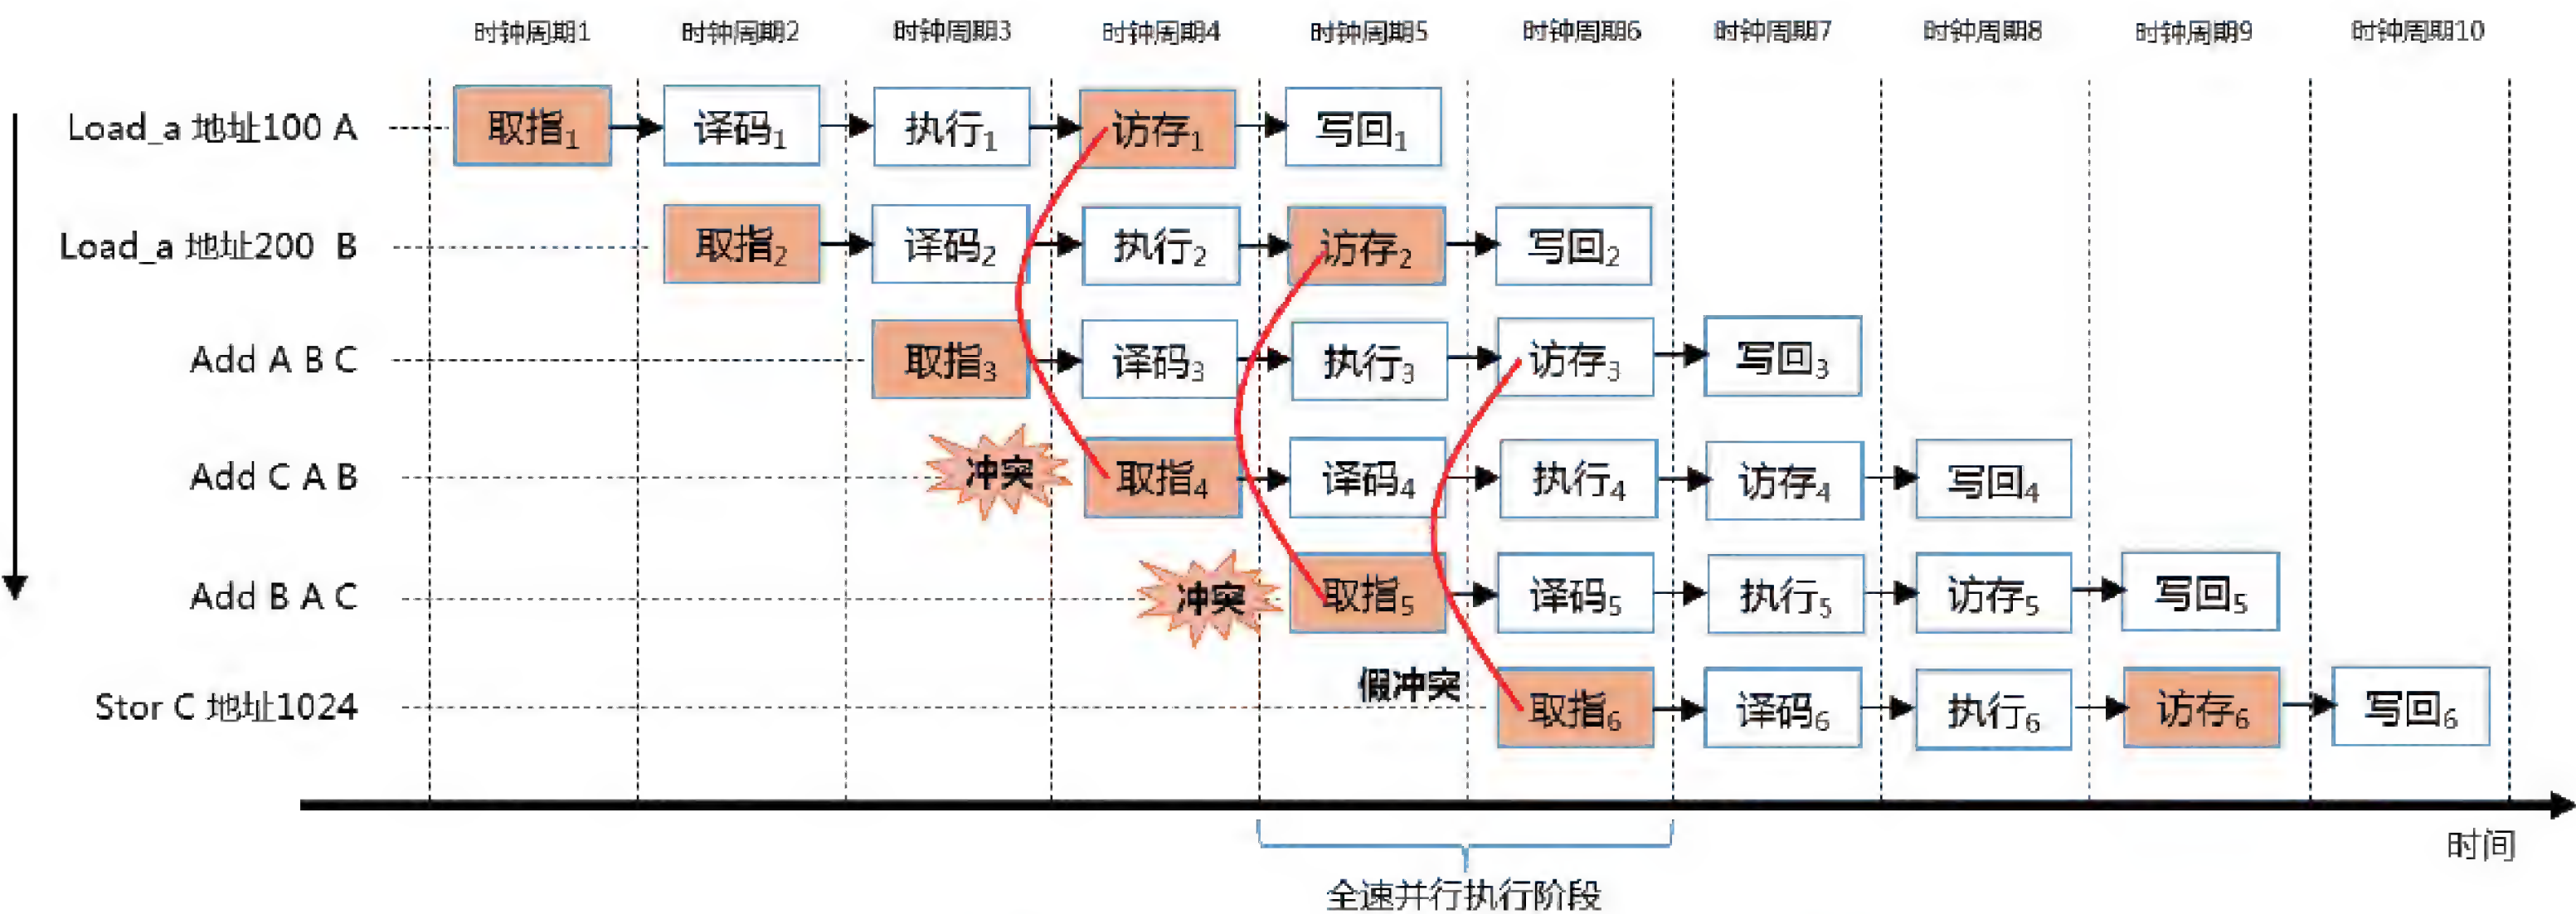 时钟周期1 时钟周期2 时钟周期3 时钟周期4 时钟周期5 时钟周期6 时钟周期7 时钟周期8 时钟周期9 时钟周期10
Load_a 地址100 A 取指1 译码1 执行1 访存1 写回1
Load_a 地址200 B 取指2 译码2 执行2 访存2 写回2
Add A B C 取指3 译码3 执行3 访存3 写回3
Add C A B 冲突 取指4 译码4 执行4 访存4 写回4
Add B A C 冲突 取指5 译码5 执行5 访存5 写回5
Stor C 地址1024 假冲突 取指6 译码6 执行6 访存6 写回6
时间
全速并行执行阶段